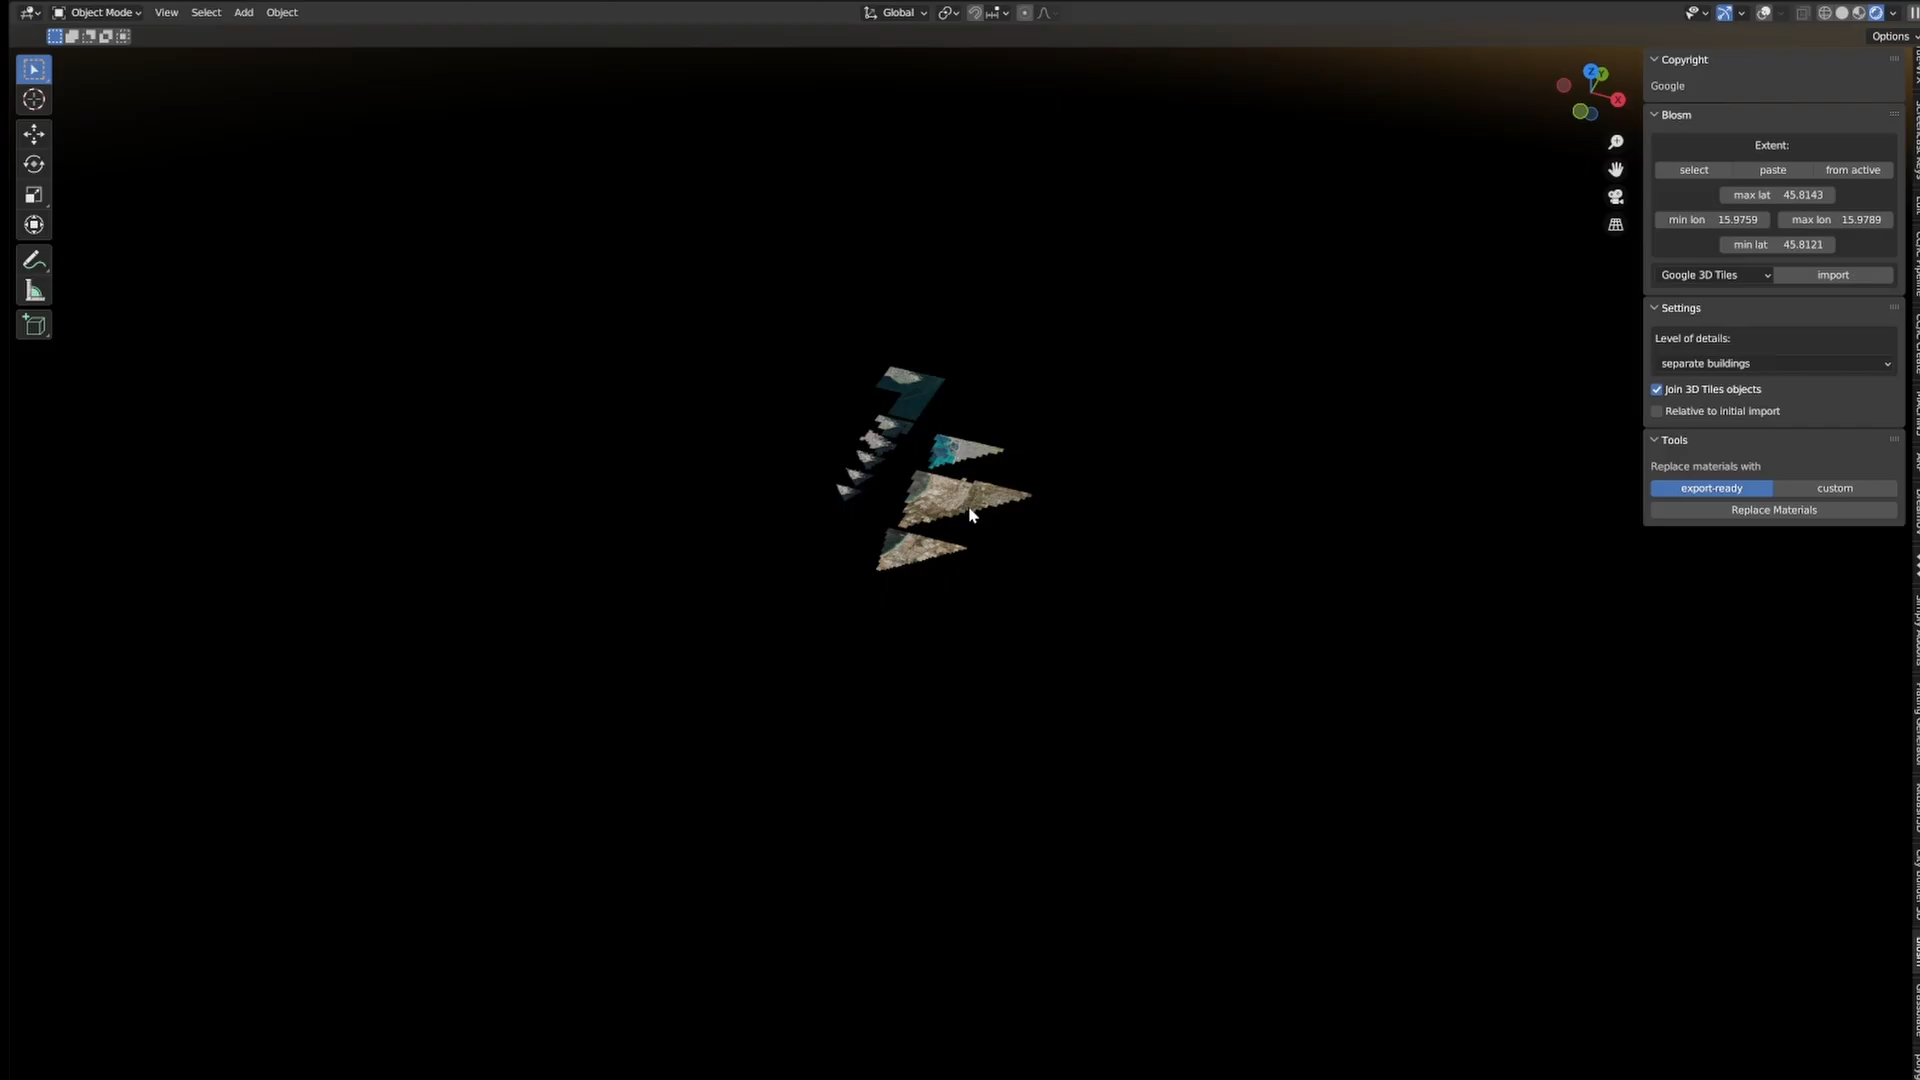 Object Mode View Select Add Object Global
Options
Z Y
X
Copyright
Google
Blosm
Extent:
select paste from active
max lat 45.8143
min lon 15.9759 max lon 15.9789
min lat 45.8121
Google 3D Tiles import
Settings
Level of details:
separate buildings
Join 3D Tiles objects
Relative to initial import
Tools
Replace materials with
export-ready custom
Replace Materials